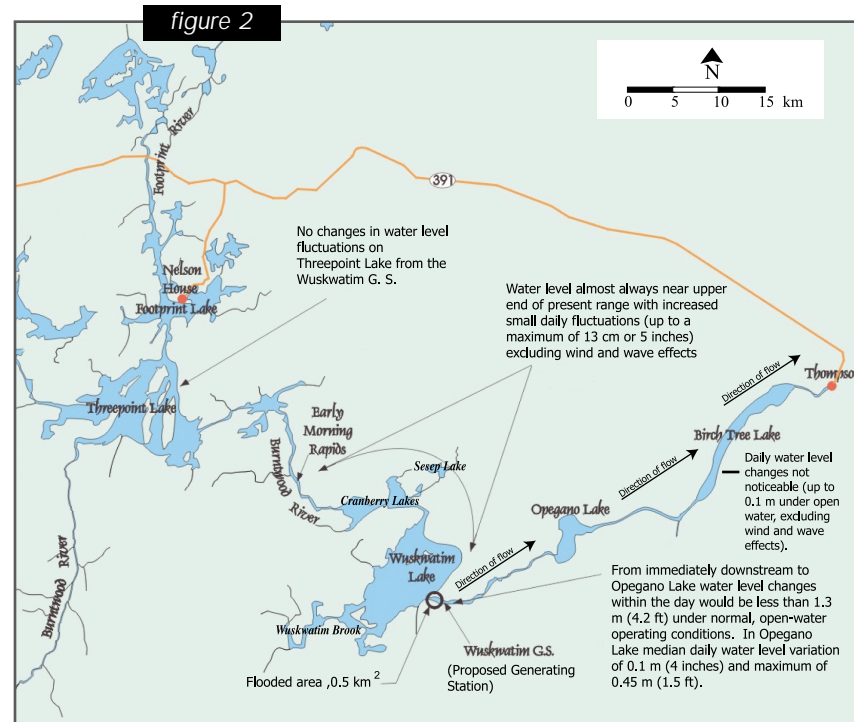 figure 2
N
0 5 10 15 km
Footprint River
391
No changes in water level
fluctuations on
Threepoint Lake from the
Wuskwatim G. S.
Nelson
House
Footprint Lake
Water level almost always near upper
end of present range with increased
small daily fluctuations (up to a
maximum of 13 cm or 5 inches)
excluding wind and wave effects
Direction of flow
Thompson
Threepoint Lake
Early
Morning
Rapids
Birch Tree Lake
Burntwood River
Sesep Lake
Direction of flow
Daily water level
changes not
noticeable (up to
0.1 m under open
water, excluding
wind and wave
effects).
Cranberry Lakes
Opegano Lake
Wuskwatim
Lake
Direction of flow
Burntwood River
From immediately downstream to
Opegano Lake water level changes
within the day would be less than 1.3
m (4.2 ft) under normal, open-water
operating conditions. In Opegano
Lake median daily water level variation
of 0.1 m (4 inches) and maximum of
0.45 m (1.5 ft).
Wuskwatim Brook
Wuskwatim G.S.
(Proposed Generating
Station)
Flooded area ,0.5 km 2